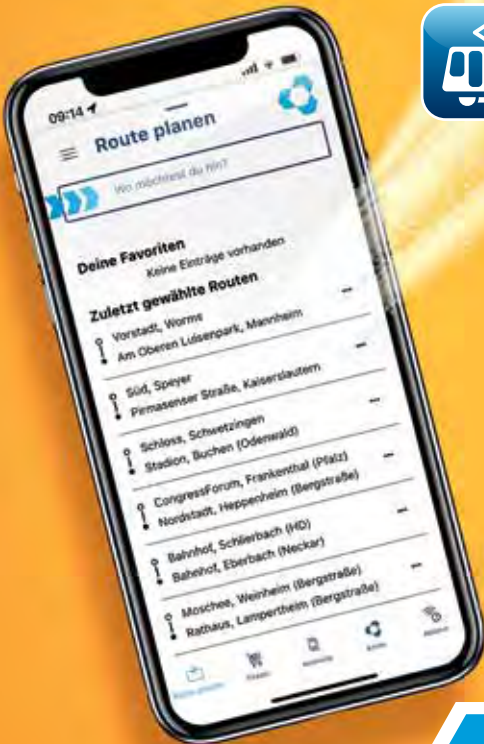 09:14
Route planen
Wo möchtest du hin?
Deine Favoriten
Keine Einträge vorhanden
Zuletzt gewählte Routen
Vorstadt, Worms
Am Oberen Luisenpark, Mannheim
Süd, Speyer
Pirmasenser Straße, Kaiserslautern
Schloss, Schwetzingen
Stadion, Buchen (Odenwald)
CongressForum, Frankenthal (Pfalz)
Nordstadt, Heppenheim (Bergstraße)
Bahnhof, Schlierbach (HD)
Bahnhof, Eberbach (Neckar)
Moschee, Weinheim (Bergstraße)
Rathaus, Lampertheim (Bergstraße)
Route planen